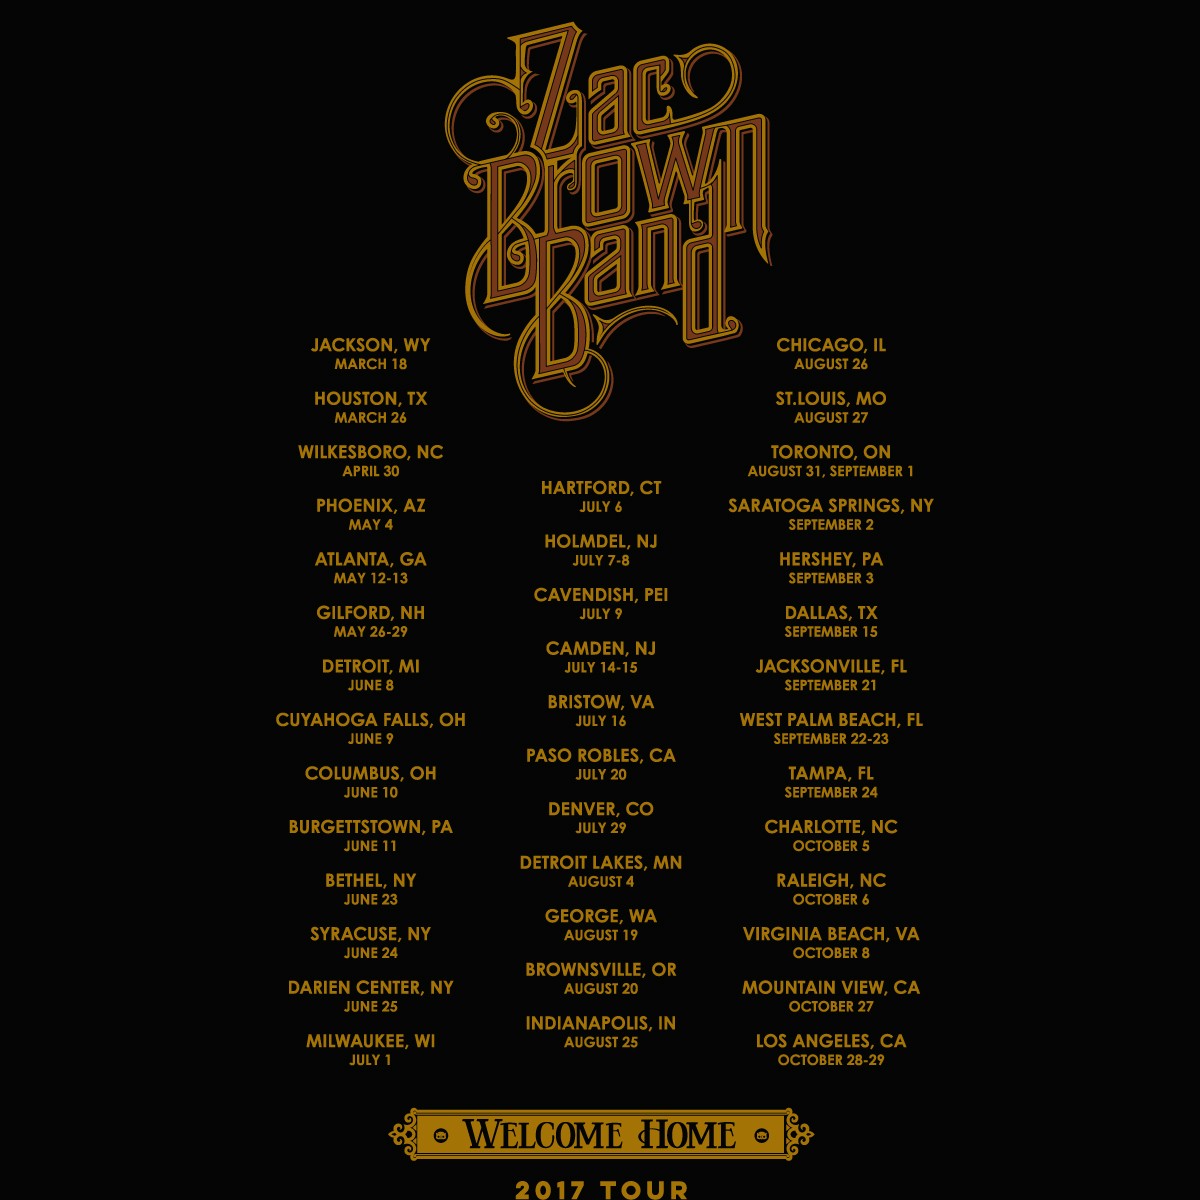 Zac
Brown
Band
JACKSON, WY
MARCH 18
HOUSTON, TX
MARCH 26
WILKESBORO, NC
APRIL 30
PHOENIX, AZ
MAY 4
ATLANTA, GA
MAY 12-13
GILFORD, NH
MAY 26-29
DETROIT, MI
JUNE 8
CUYAHOGA FALLS, OH
JUNE 9
COLUMBUS, OH
JUNE 10
BURGETTSTOWN, PA
JUNE 11
BETHEL, NY
JUNE 23
SYRACUSE, NY
JUNE 24
DARIEN CENTER, NY
JUNE 25
MILWAUKEE, WI
JULY 1
HARTFORD, CT
JULY 6
HOLMDEL, NJ
JULY 7-8
CAVENDISH, PEI
JULY 9
CAMDEN, NJ
JULY 14-15
BRISTOW, VA
JULY 16
PASO ROBLES, CA
JULY 20
DENVER, CO
JULY 29
DETROIT LAKES, MN
AUGUST 4
GEORGE, WA
AUGUST 19
BROWNSVILLE, OR
AUGUST 20
INDIANAPOLIS, IN
AUGUST 25
CHICAGO, IL
AUGUST 26
ST.LOUIS, MO
AUGUST 27
TORONTO, ON
AUGUST 31, SEPTEMBER 1
SARATOGA SPRINGS, NY
SEPTEMBER 2
HERSHEY, PA
SEPTEMBER 3
DALLAS, TX
SEPTEMBER 15
JACKSONVILLE, FL
SEPTEMBER 21
WEST PALM BEACH, FL
SEPTEMBER 22-23
TAMPA, FL
SEPTEMBER 24
CHARLOTTE, NC
OCTOBER 5
RALEIGH, NC
OCTOBER 6
VIRGINIA BEACH, VA
OCTOBER 8
MOUNTAIN VIEW, CA
OCTOBER 27
LOS ANGELES, CA
OCTOBER 28-29
WELCOME HOME
2017 TOUR